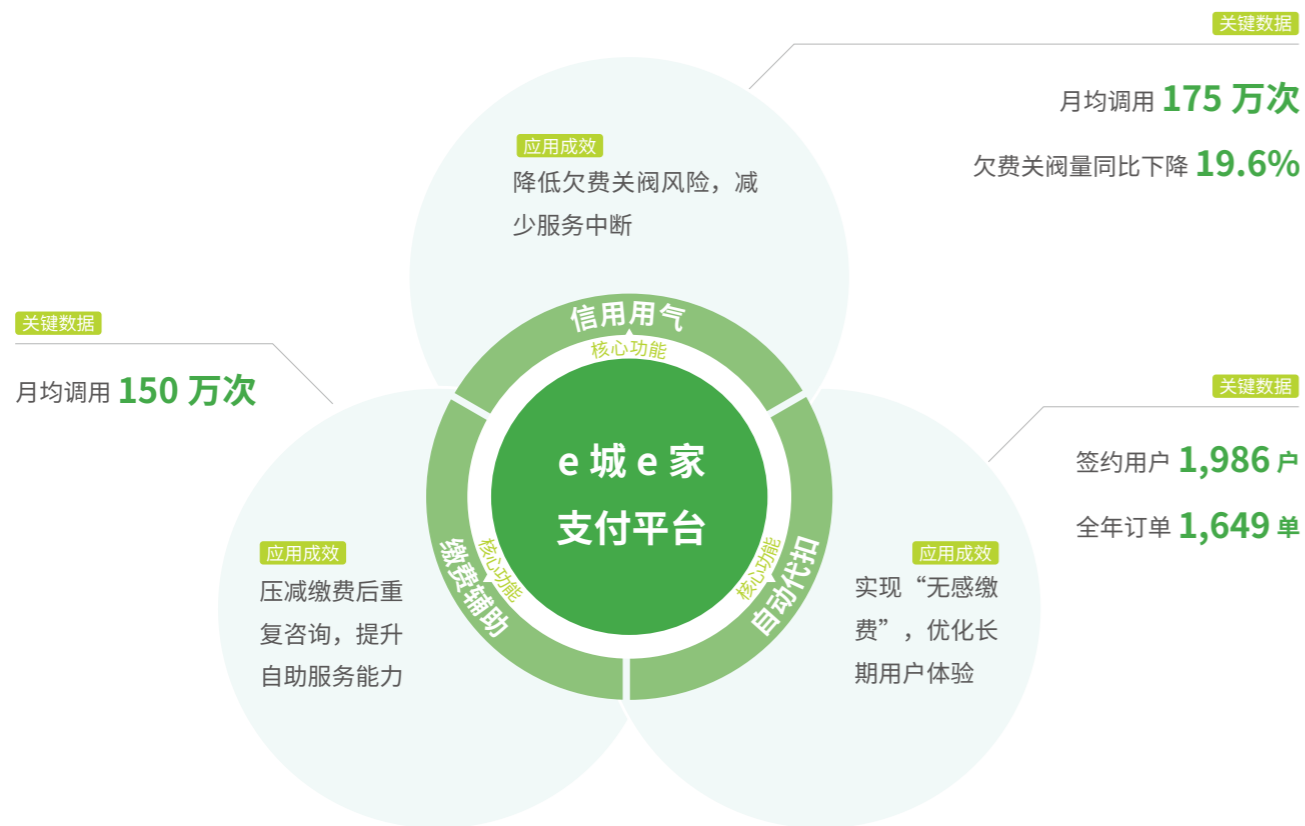 关键数据
月均调用 175 万次
欠费关阀量同比下降 19.6%
应用成效
降低欠费关阀风险，减
少服务中断
信用用气
核心功能
e 城 e 家
支付平台
关键数据
月均调用 150 万次
应用成效
压减缴费后重
复咨询，提升
自助服务能力
缴费辅助
核心功能
关键数据
签约用户 1,986 户
全年订单 1,649 单
应用成效
实现“无感缴
费”，优化长
期用户体验
自动代扣
核心功能